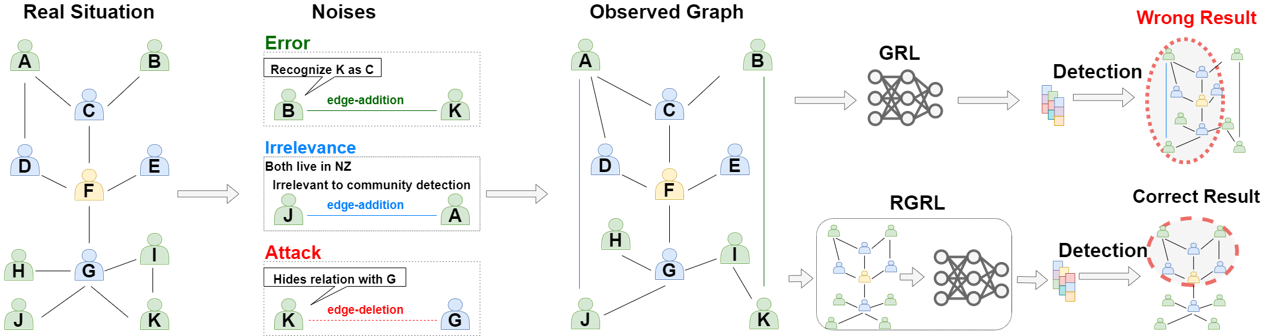 Real Situation
A
B
C
D
E
F
G
H
I
J
K
Noises
Error
Recognize K as C
B
edge-addition
K
Irrelevance
Both live in NZ
Irrelevant to community detection
J
edge-addition
A
Attack
Hides relation with G
K
edge-deletion
G
Observed Graph
A
B
C
D
E
F
H
G
I
J
K
GRL
Detection
Wrong Result
RGRL
Detection
Correct Result